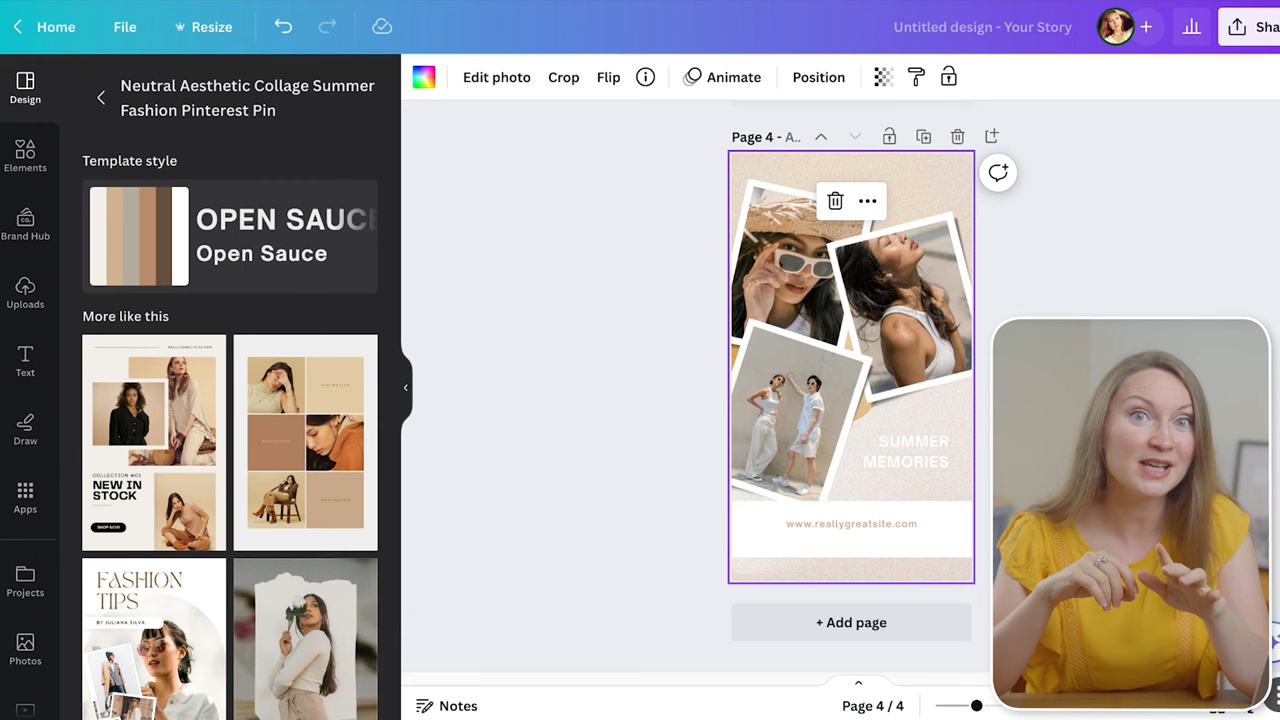 Home
File
Resize
Untitled design - Your Story
Sha
Design
Elements
Brand Hub
Uploads
Text
Draw
Apps
Projects
Photos
Neutral Aesthetic Collage Summer
Fashion Pinterest Pin
Template style
OPEN SAUCE
Open Sauce
More like this
COLLECTION #01
NEW IN
STOCK
SHOP NOW
FASHION
TIPS
BY JULIANA SILVA
Edit photo
Crop
Flip
Animate
Position
Page 4 - A..
SUMMER
MEMORIES
www.reallygreatsite.com
+ Add page
Notes
Page 4 / 4